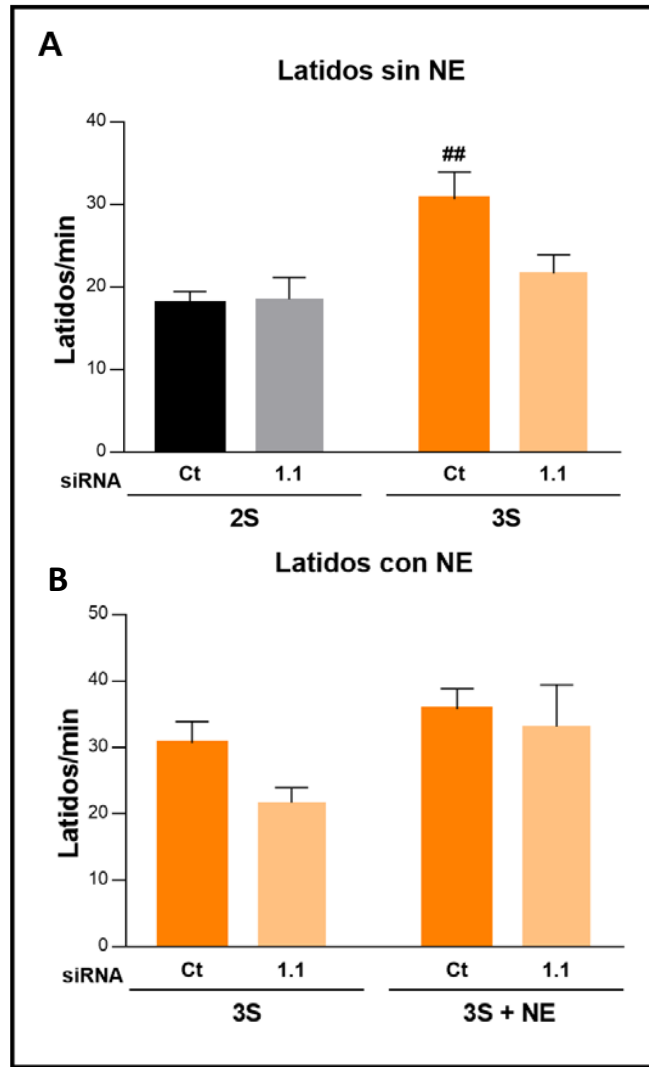 A
Latidos sin NE
##
40
30
20
10
0
Latidos/min
siRNA Ct 1.1 Ct 1.1
2S 3S
Latidos con NE
B
50
40
30
20
10
0
Latidos/min
siRNA Ct 1.1 Ct 1.1
3S 3S + NE